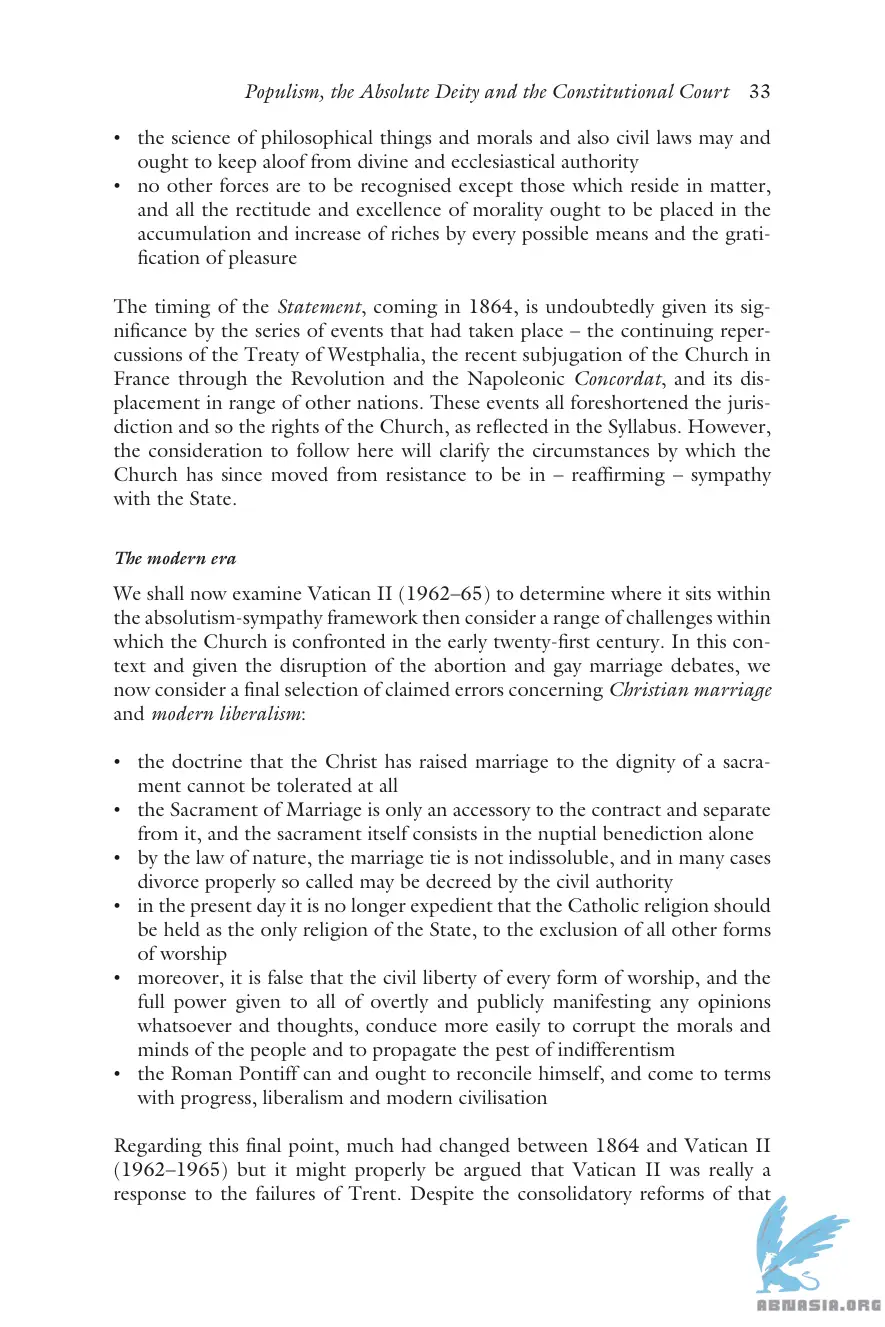 Populism, the Absolute Deity and the Constitutional Court 33
• the science of philosophical things and morals and also civil laws may and
ought to keep aloof from divine and ecclesiastical authority
• no other forces are to be recognised except those which reside in matter,
and all the rectitude and excellence of morality ought to be placed in the
accumulation and increase of riches by every possible means and the grati-
fication of pleasure
The timing of the Statement, coming in 1864, is undoubtedly given its sig-
nificance by the series of events that had taken place – the continuing reper-
cussions of the Treaty of Westphalia, the recent subjugation of the Church in
France through the Revolution and the Napoleonic Concordat, and its dis-
placement in range of other nations. These events all foreshortened the juris-
diction and so the rights of the Church, as reflected in the Syllabus. However,
the consideration to follow here will clarify the circumstances by which the
Church has since moved from resistance to be in – reaffirming – sympathy
with the State.
The modern era
We shall now examine Vatican II (1962–65) to determine where it sits within
the absolutism-sympathy framework then consider a range of challenges within
which the Church is confronted in the early twenty-first century. In this con-
text and given the disruption of the abortion and gay marriage debates, we
now consider a final selection of claimed errors concerning Christian marriage
and modern liberalism:
• the doctrine that the Christ has raised marriage to the dignity of a sacra-
ment cannot be tolerated at all
• the Sacrament of Marriage is only an accessory to the contract and separate
from it, and the sacrament itself consists in the nuptial benediction alone
• by the law of nature, the marriage tie is not indissoluble, and in many cases
divorce properly so called may be decreed by the civil authority
• in the present day it is no longer expedient that the Catholic religion should
be held as the only religion of the State, to the exclusion of all other forms
of worship
• moreover, it is false that the civil liberty of every form of worship, and the
full power given to all of overtly and publicly manifesting any opinions
whatsoever and thoughts, conduce more easily to corrupt the morals and
minds of the people and to propagate the pest of indifferentism
• the Roman Pontiff can and ought to reconcile himself, and come to terms
with progress, liberalism and modern civilisation
Regarding this final point, much had changed between 1864 and Vatican II
(1962–1965) but it might properly be argued that Vatican II was really a
response to the failures of Trent. Despite the consolidatory reforms of that
ABNASIA.ORG